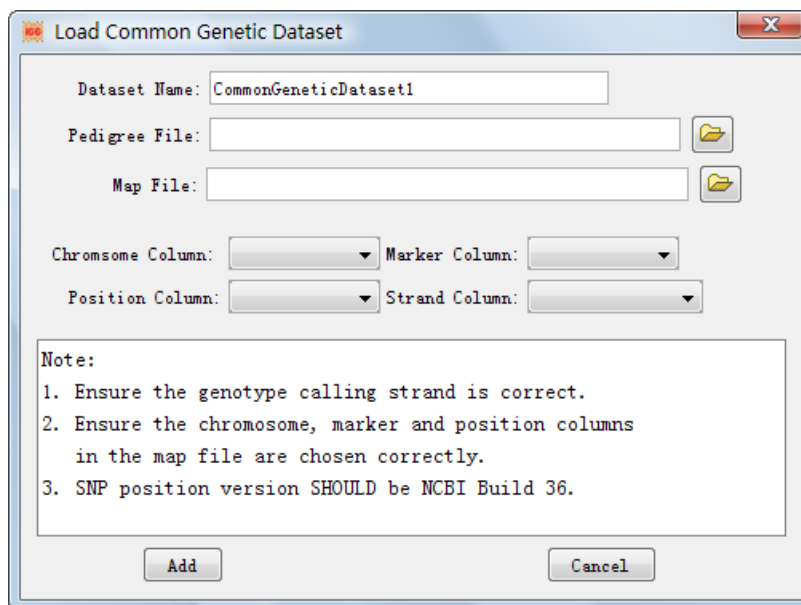 IGG Load Common Genetic Dataset
Dataset Name: CommonGeneticDataset1
Pedigree File:
Map File:
Chromsome Column: Marker Column:
Position Column: Strand Column:
Note:
1. Ensure the genotype calling strand is correct.
2. Ensure the chromosome, marker and position columns
in the map file are chosen correctly.
3. SNP position version SHOULD be NCBI Build 36.
Add Cancel